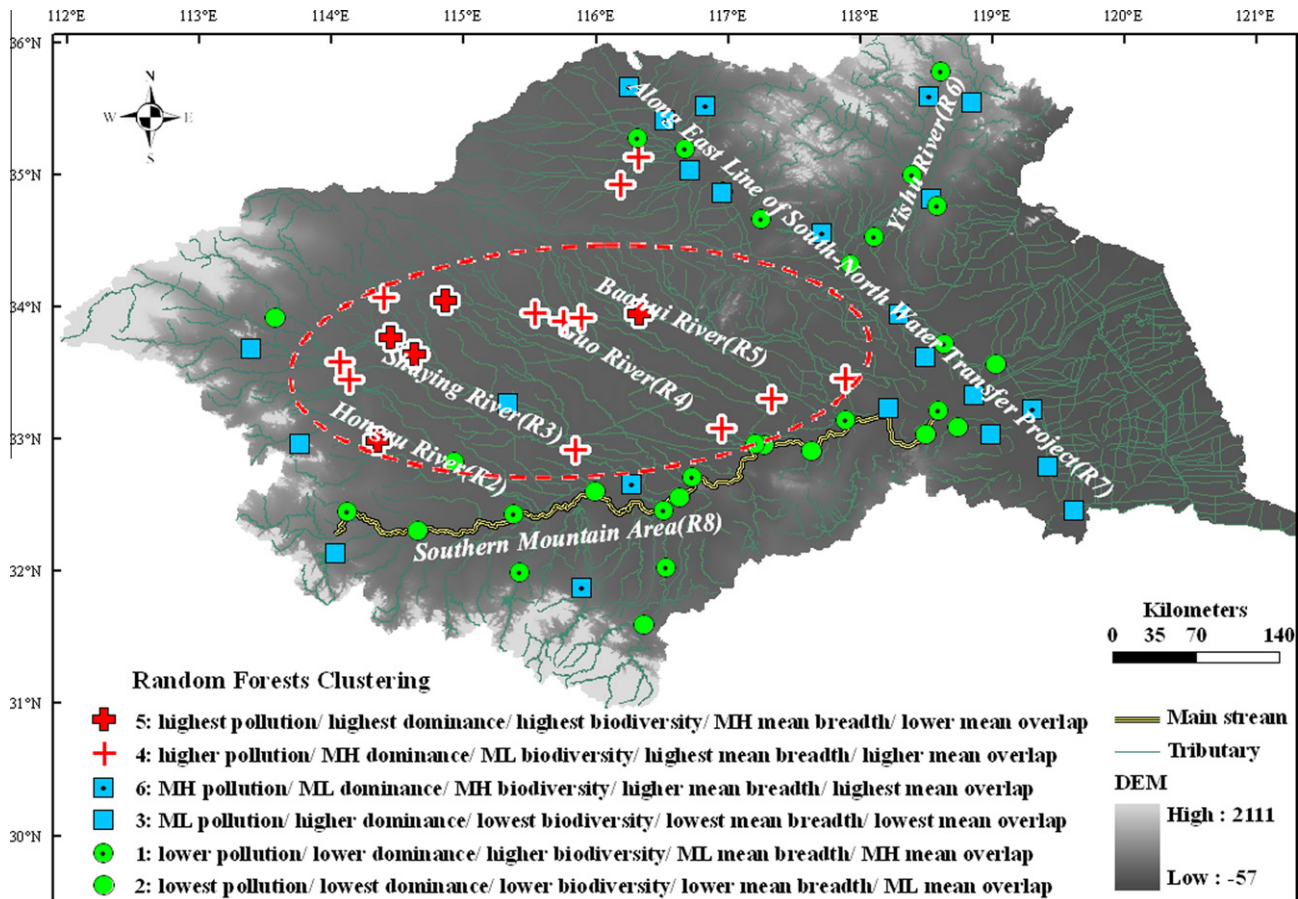 112°E 113°E 114°E 115°E 116°E 117°E 118°E 119°E 120°E 121°E
36°N
35°N
34°N
33°N
32°N
31°N
30°N
N
W E
S
Along East Line of South-North Water Transfer Project(R7)
Yishu River(R6)
Baohui River(R5)
Guo River(R4)
Shaying River(R3)
Hongru River(R2)
Southern Mountain Area(R8)
Kilometers
0 35 70 140
Main stream
Tributary
DEM
High : 2111
Low : -57
Random Forests Clustering
5: highest pollution/ highest dominance/ highest biodiversity/ MH mean breadth/ lower mean overlap
4: higher pollution/ MH dominance/ ML biodiversity/ highest mean breadth/ higher mean overlap
6: MH pollution/ ML dominance/ MH biodiversity/ higher mean breadth/ highest mean overlap
3: ML pollution/ higher dominance/ lowest biodiversity/ lowest mean breadth/ lowest mean overlap
1: lower pollution/ lower dominance/ higher biodiversity/ ML mean breadth/ MH mean overlap
2: lowest pollution/ lowest dominance/ lower biodiversity/ lower mean breadth/ ML mean overlap